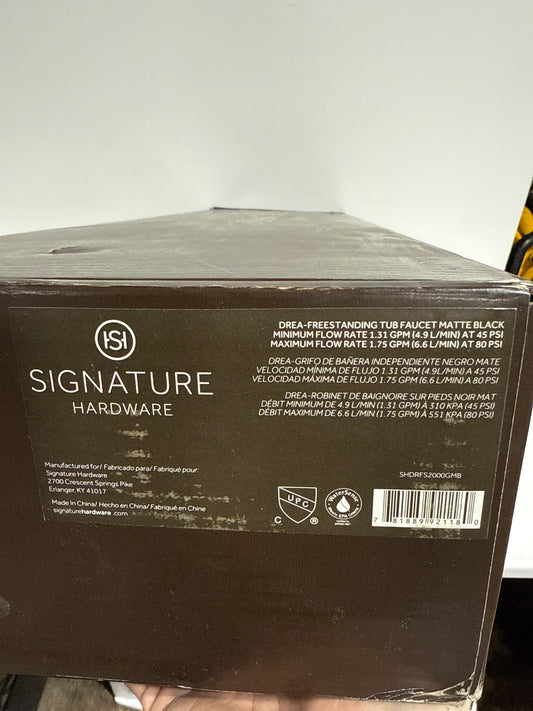 SH
SIGNATURE
HARDWARE
DREA-FREESTANDING TUB FAUCET MATTE BLACK
MINIMUM FLOW RATE 1.31 GPM (4.9 L/MIN) AT 45 PSI
MAXIMUM FLOW RATE 1.75 GPM (6.6 L/MIN) AT 80 PSI
DREA-GRIFO DE BAÑERA INDEPENDIENTE NEGRO MATE
VELOCIDAD MÍNIMA DE FLUJO 1.31 GPM (4.9L/MIN) A 45 PSI
VELOCIDAD MÁXIMA DE FLUJO 1.75 GPM (6.6 L/MIN) A 80 PSI
DREA-ROBINET DE BAIGNOIRE SUR PIEDS NOIR MAT
DÉBIT MINIMUM DE 4.9 L/MIN (1.31 GPM) À 310 KPA (45 PSI)
DÉBIT MAXIMUM DE 6.6 L/MIN (1.75 GPM) À 551 KPA (80 PSI)
Manufactured for/ Fabricado para/ Fabriqué pour:
Signature Hardware
2700 Crescent Springs Pike
Erlanger, KY 41017
Made in China/ Hecho en China/ Fabriqué en Chine
signaturehardware.com
C UPC ®
WaterSense
SHDRFS2000GMB
7 81889 92118 0